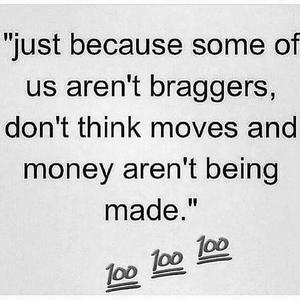 "just because some of
us aren't braggers,
don't think moves and
money aren't being
made."
💯 💯 💯